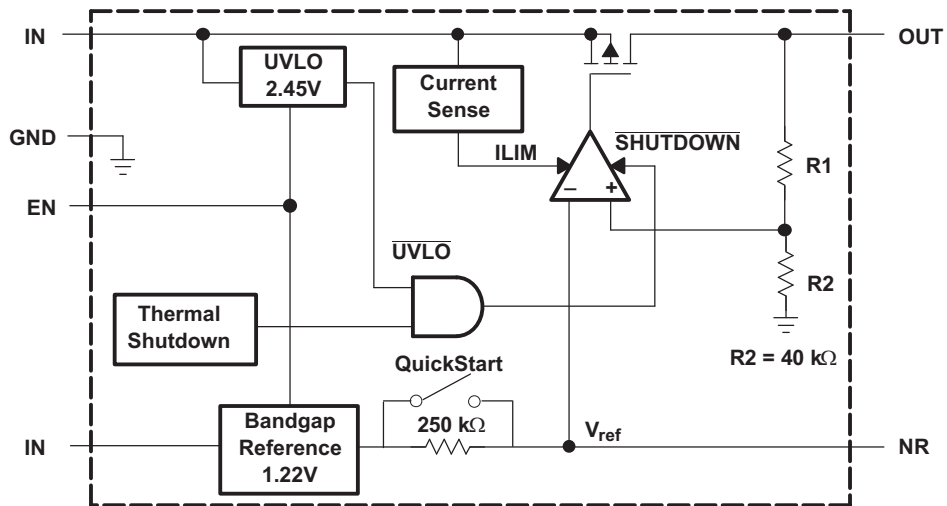 IN
OUT
UVLO
2.45V
Current
Sense
GND
ILIM
SHUTDOWN
− +
R1
EN
UVLO
R2
Thermal
Shutdown
R2 = 40 kΩ
QuickStart
250 kΩ
Bandgap
Reference
1.22V
IN
Vref
NR